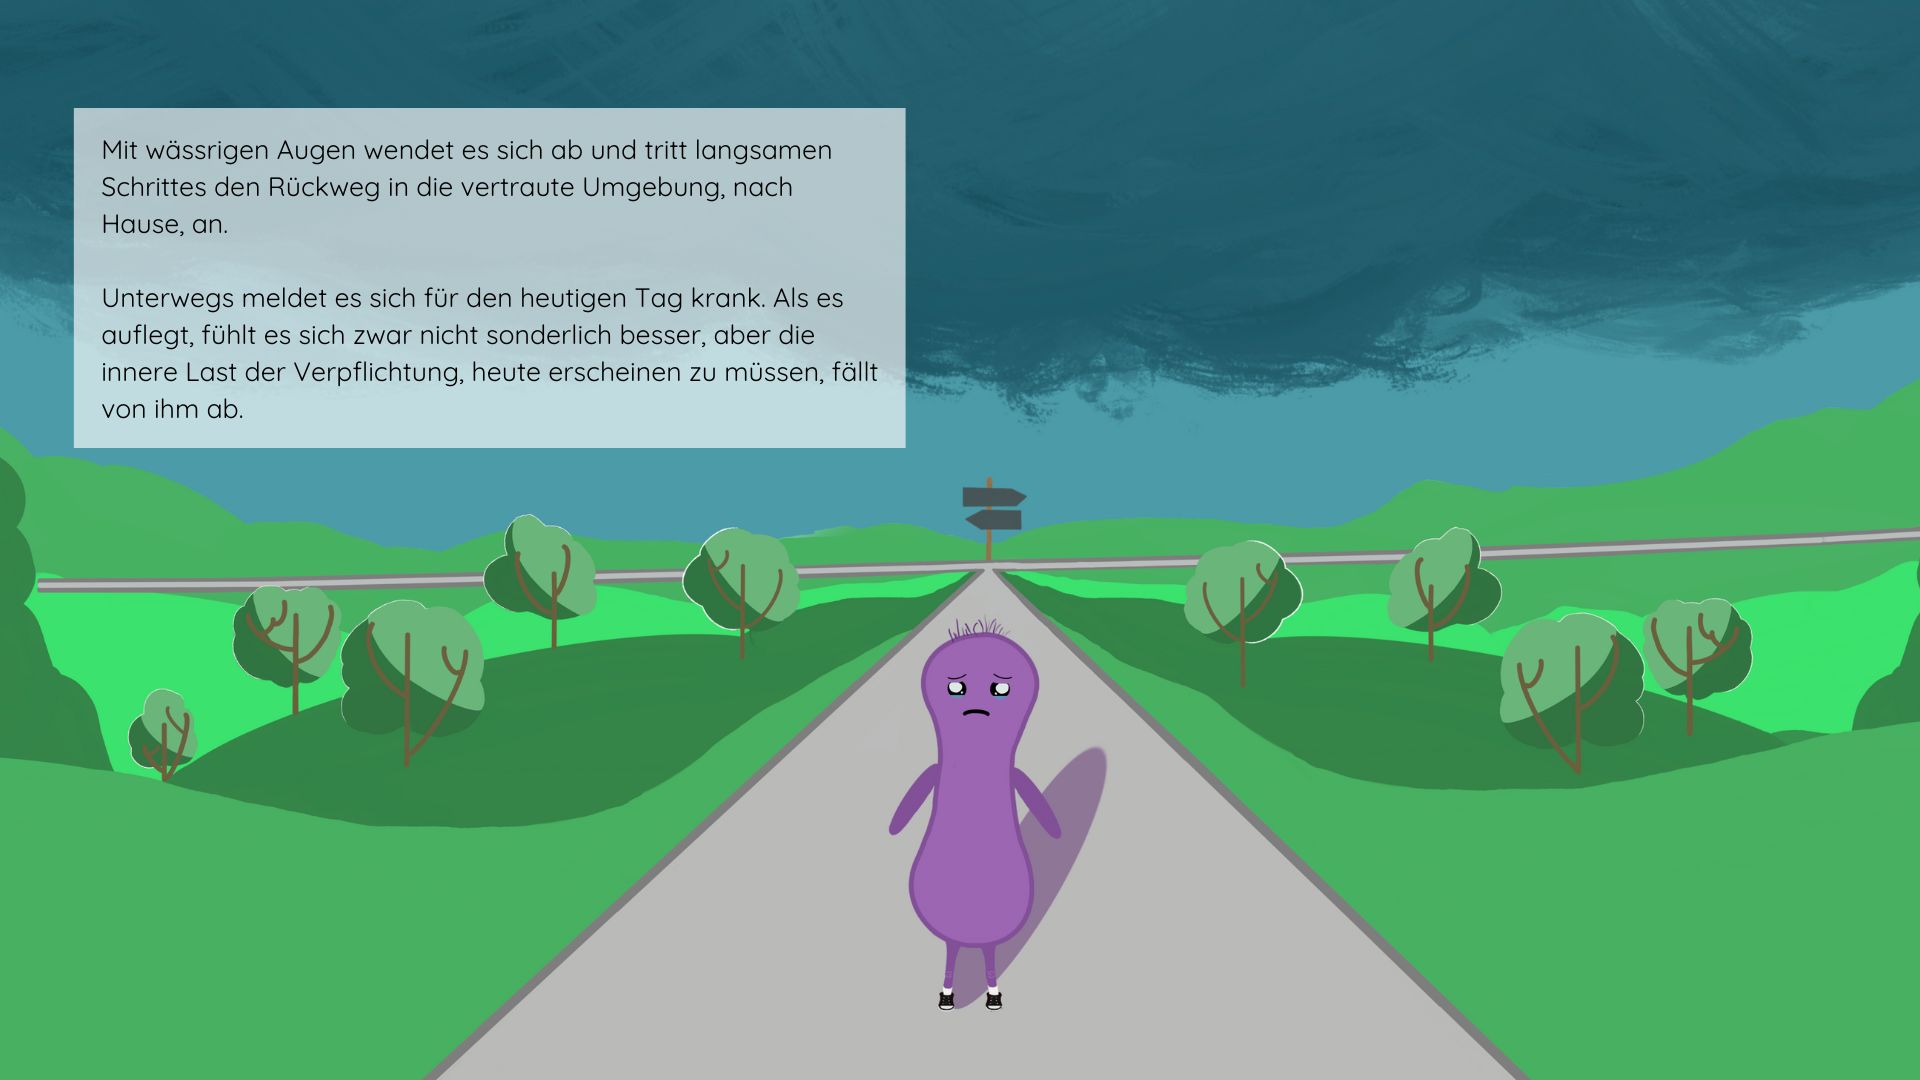 Mit wässrigen Augen wendet es sich ab und tritt langsamen
Schrittes den Rückweg in die vertraute Umgebung, nach
Hause, an.
Unterwegs meldet es sich für den heutigen Tag krank. Als es
auflegt, fühlt es sich zwar nicht sonderlich besser, aber die
innere Last der Verpflichtung, heute erscheinen zu müssen, fällt
von ihm ab.